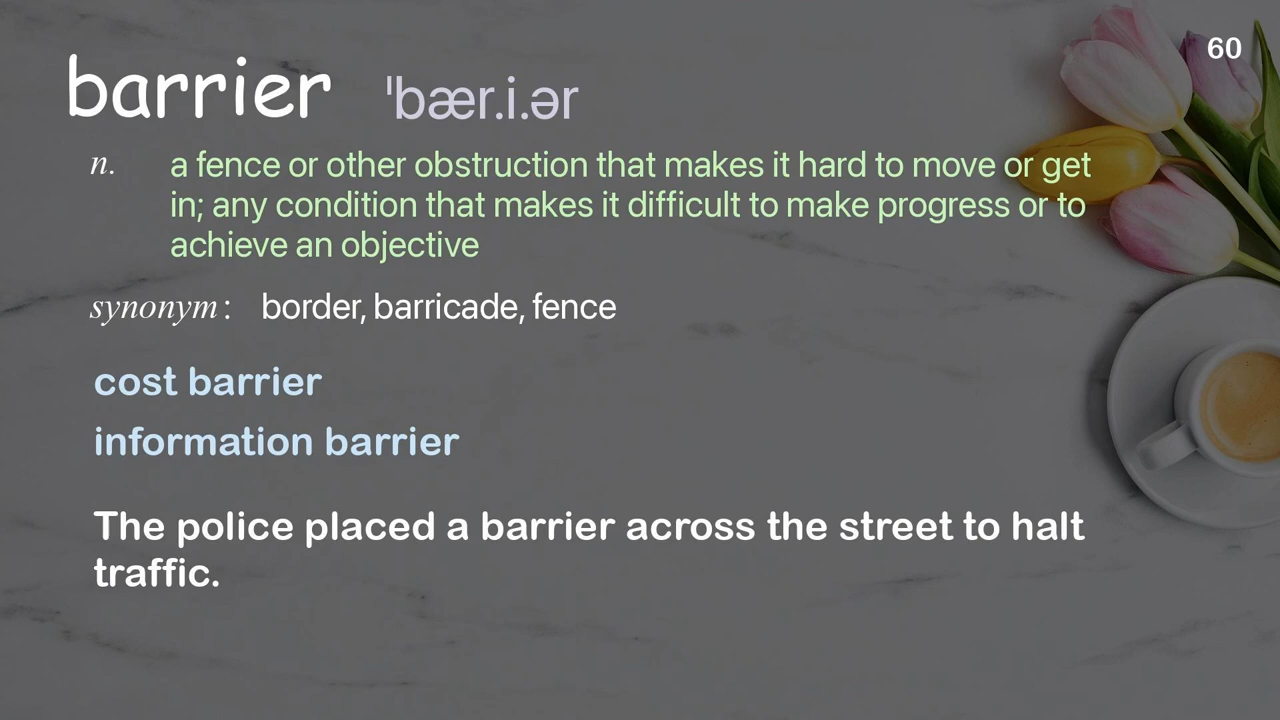 60
barrier ˈbær.i.ər
n. a fence or other obstruction that makes it hard to move or get
in; any condition that makes it difficult to make progress or to
achieve an objective
synonym: border, barricade, fence
cost barrier
information barrier
The police placed a barrier across the street to halt
traffic.